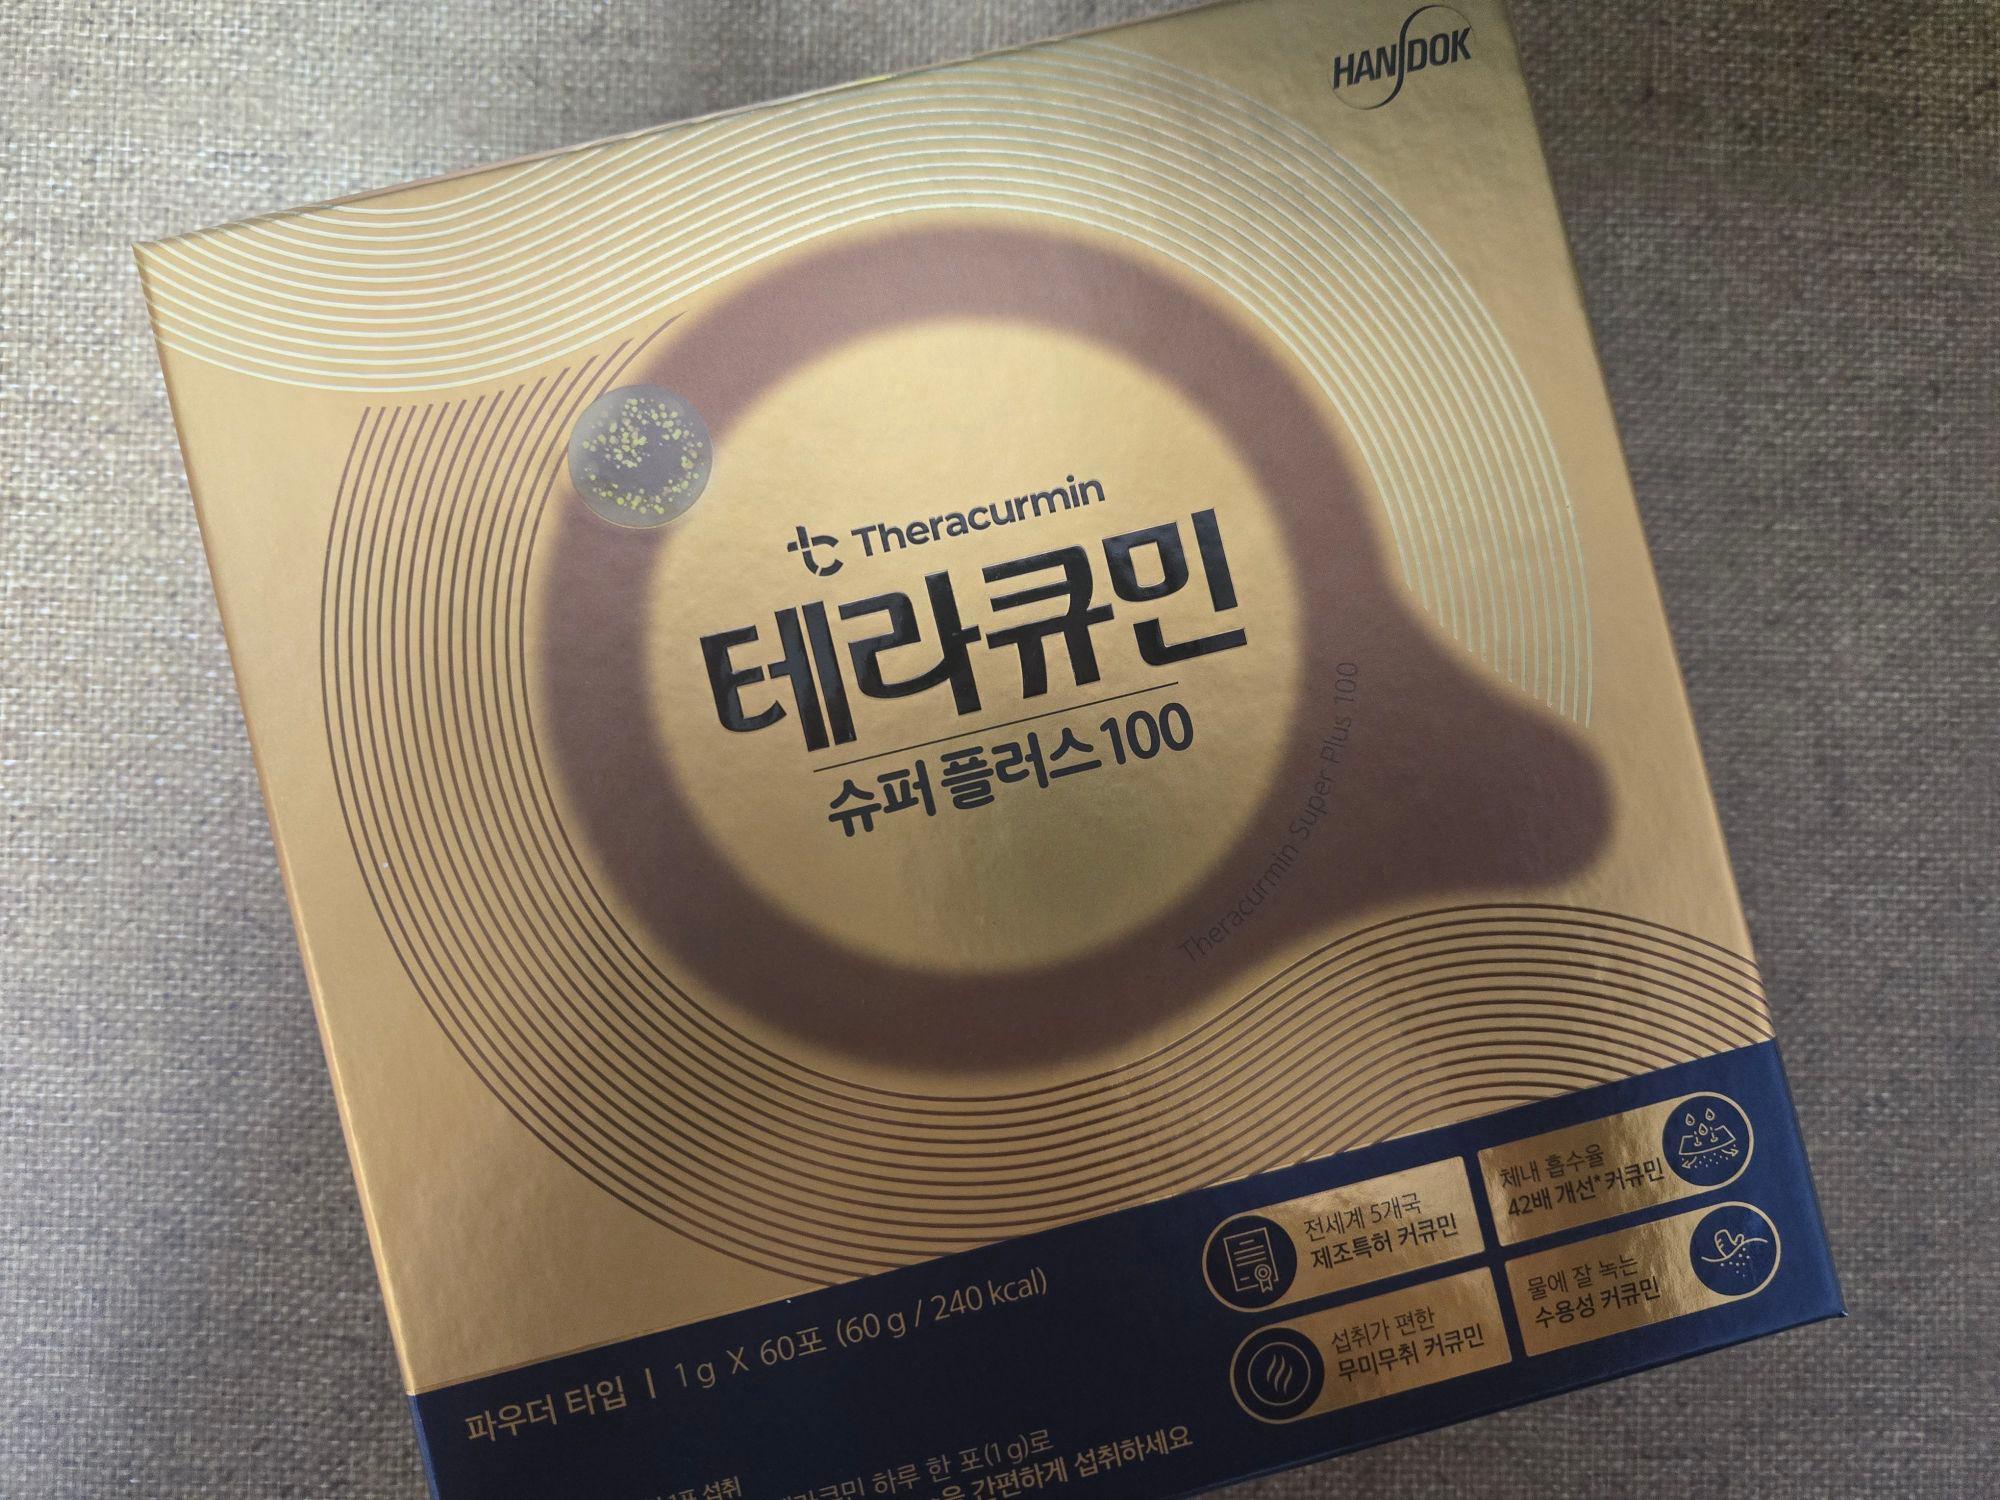 HANDOK
Theracurmin
테라큐민
슈퍼 플러스 100
Theracurmin Super Plus 100
체내 흡수율
42배 개선* 커큐민
전세계 5개국
제조특허 커큐민
물에 잘 녹는
수용성 커큐민
섭취가 편한
무미무취 커큐민
파우더 타입 | 1 g X 60포 (60 g / 240 kcal)
하루 한 포(1 g)로
간편하게 섭취하세요
섭취